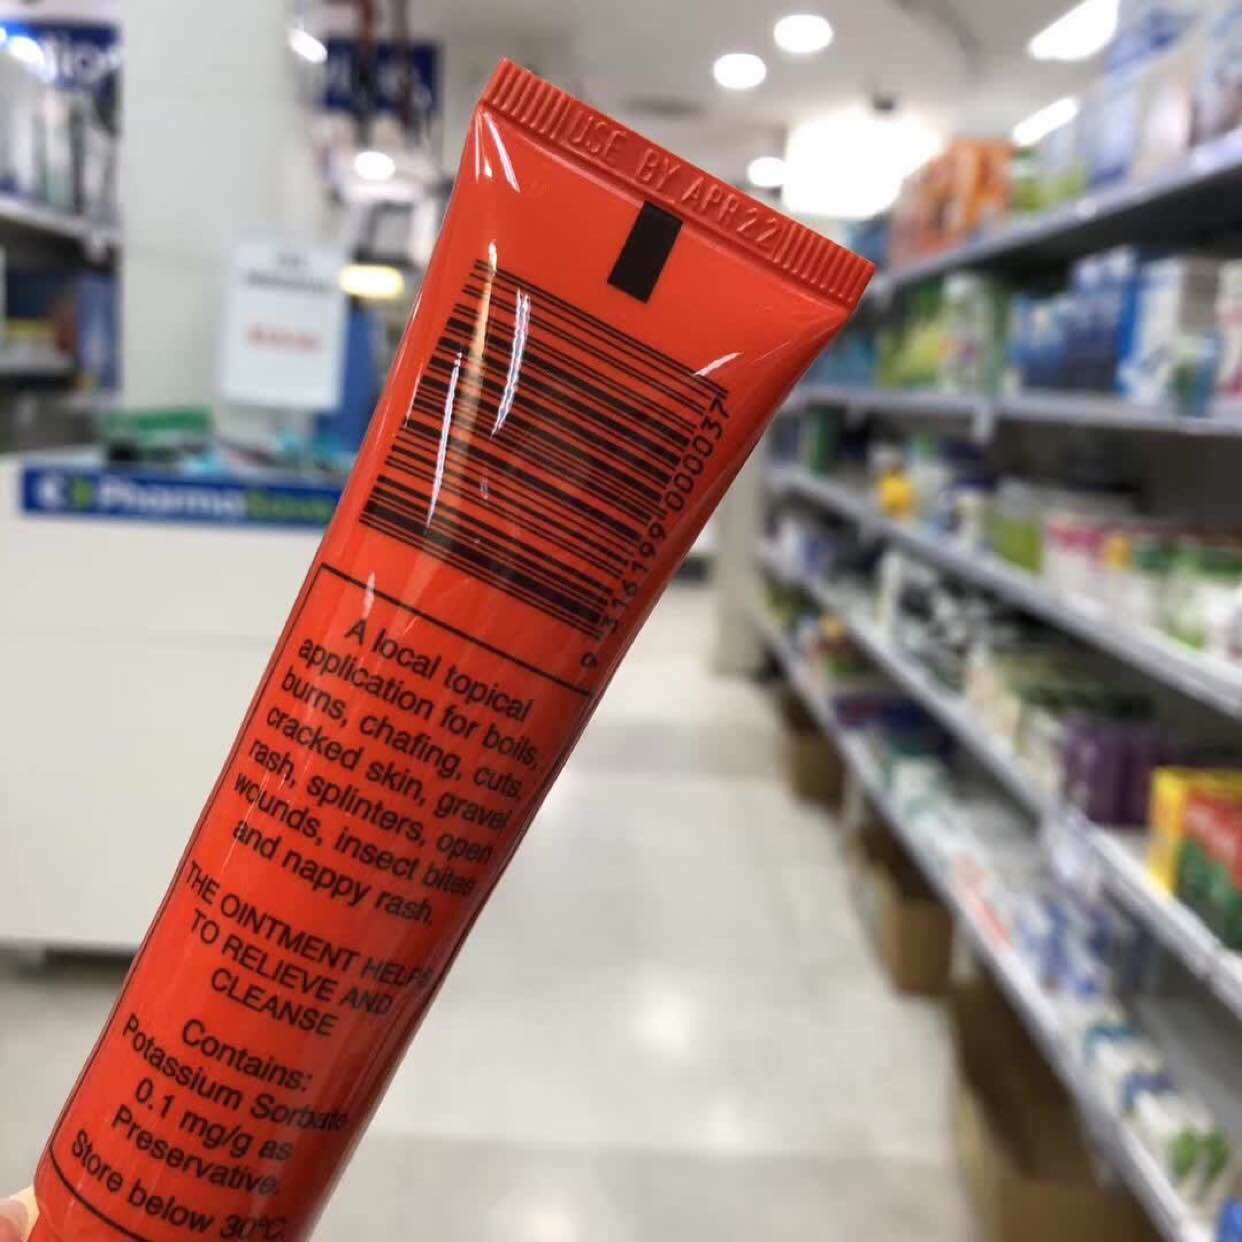 USE BY APR22
9 316199 000037
A local topical
application for boils,
burns, chafing, cuts,
cracked skin, gravel
rash, splinters, open
wounds, insect bites
and nappy rash.
THE OINTMENT HELPS
TO RELIEVE AND
CLEANSE
Contains:
Potassium Sorbate
0.1 mg/g as
Preservative.
Store below 30°C
Pharma